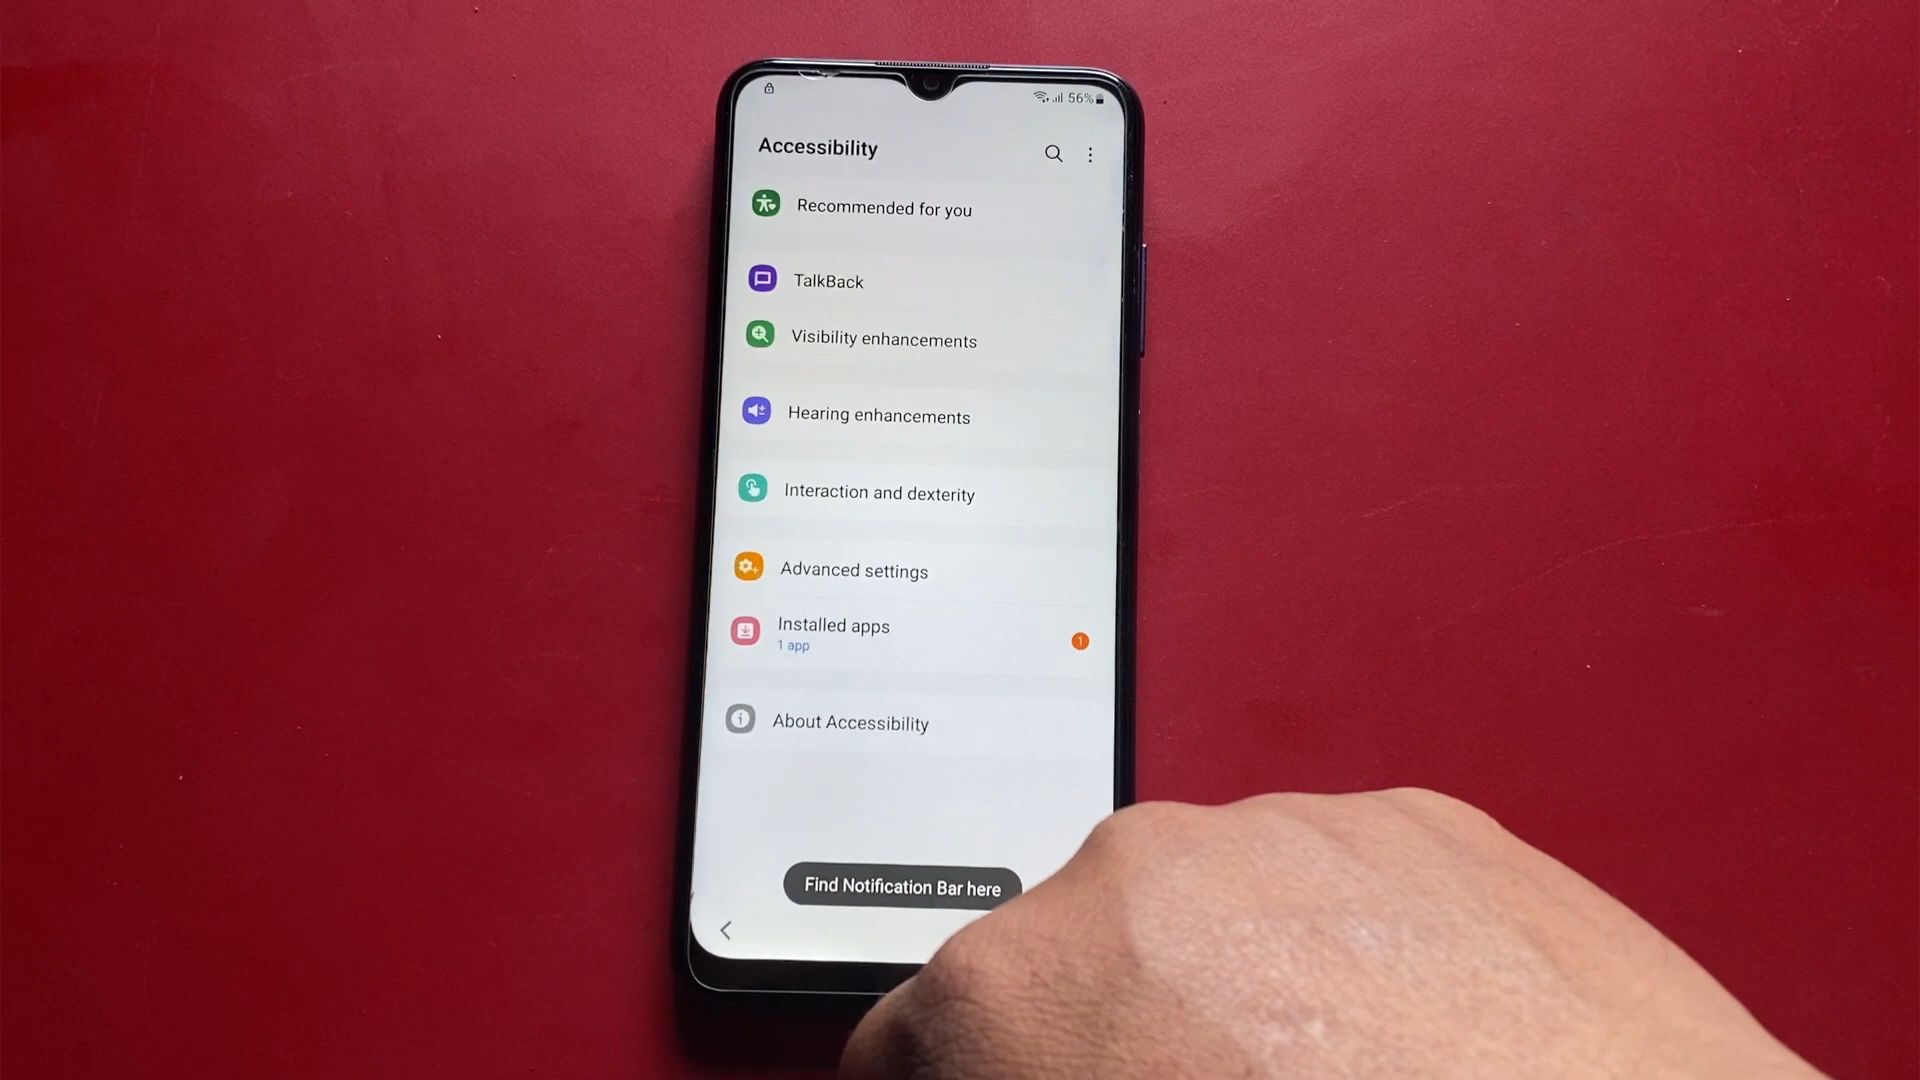 56%
Accessibility
Recommended for you
TalkBack
Visibility enhancements
Hearing enhancements
Interaction and dexterity
Advanced settings
Installed apps
1 app
1
About Accessibility
Find Notification Bar here